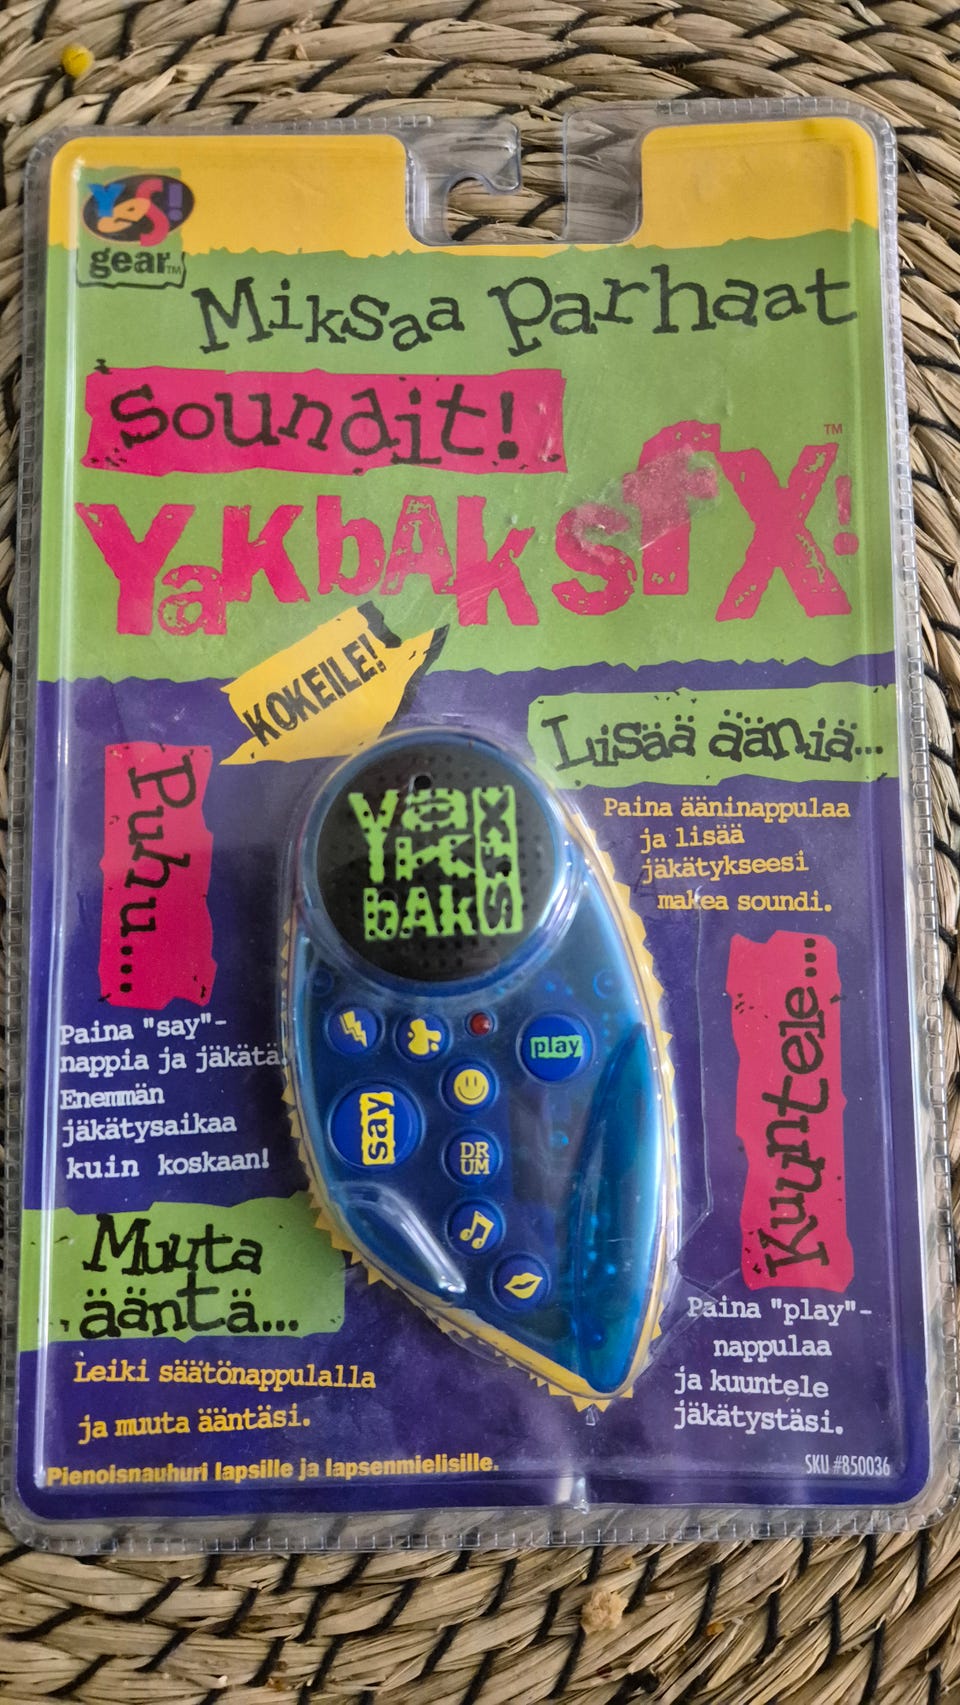 YES!
gear™
Miksaa parhaat
soundit!
Yakbak sfx!™
KOKEILE!
Puhu...
Paina "say"-
nappia ja jäkätä.
Enemmän
jäkätysaikaa
kuin koskaan!
Lisää ääniä...
Paina ääninappulaa
ja lisää
jäkätykseesi
makea soundi.
Yak
bak
sfx
play
say
DR
UM
Kuuntele...
Paina "play"-
nappulaa
ja kuuntele
jäkätystäsi.
Muuta
ääntä...
Leiki säätönappulalla
ja muuta ääntäsi.
Pienoisnauhuri lapsille ja lapsenmielisille.
SKU #850036